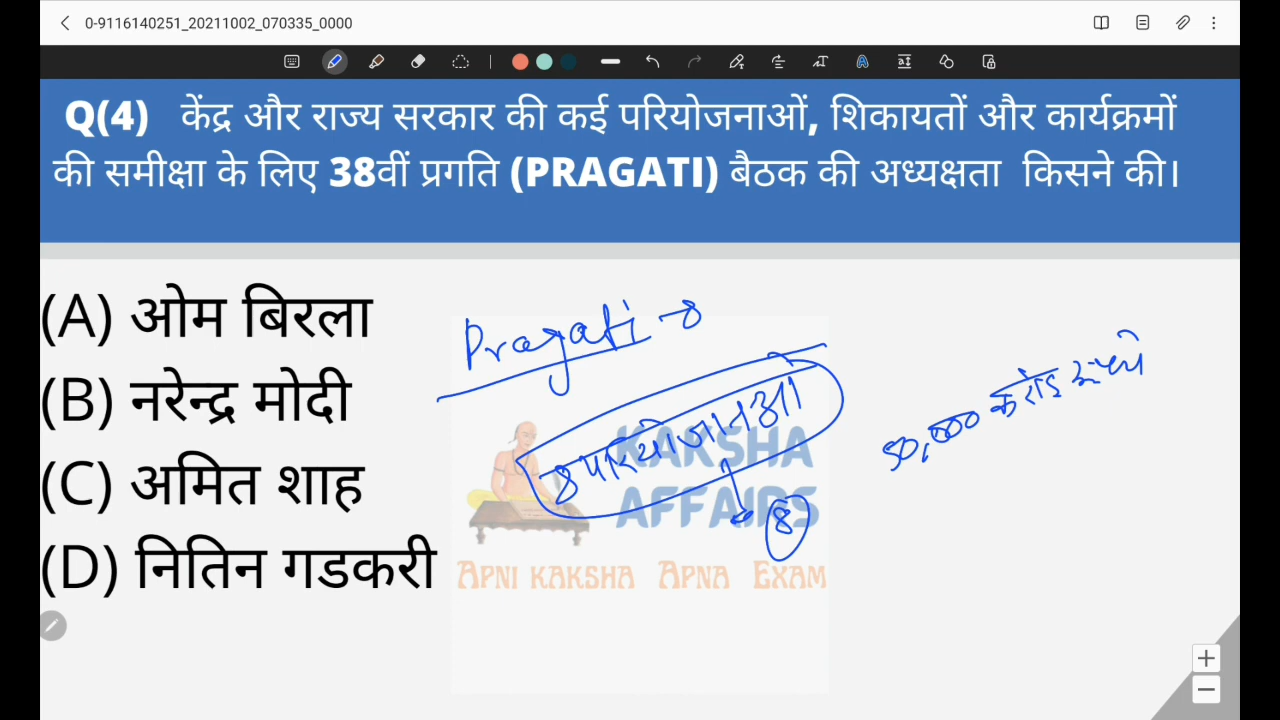 0-9116140251_20211002_070335_0000
Q(4) केंद्र और राज्य सरकार की कई परियोजनाओं, शिकायतों और कार्यक्रमों
की समीक्षा के लिए 38वीं प्रगति (PRAGATI) बैठक की अध्यक्षता किसने की।
(A) ओम बिरला
(B) नरेन्द्र मोदी
(C) अमित शाह
(D) नितिन गडकरी
Pragati → 8
8 परियोजानओ
8
50,000 करोड़ रूपये
KAKSHA
AFFAIRS
APNI KAKSHA APNA EXAM